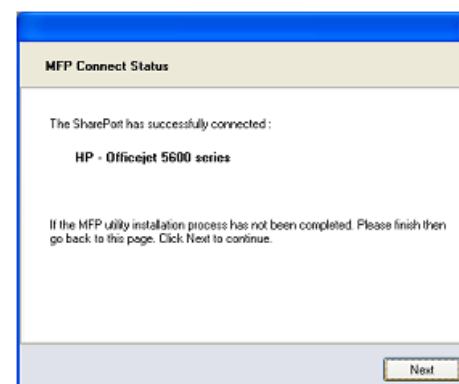 MFP Connect Status
The SharePort has successfully connected :
HP - Officejet 5600 series
If the MFP utility installation process has not been completed. Please finish then
go back to this page. Click Next to continue.
Next